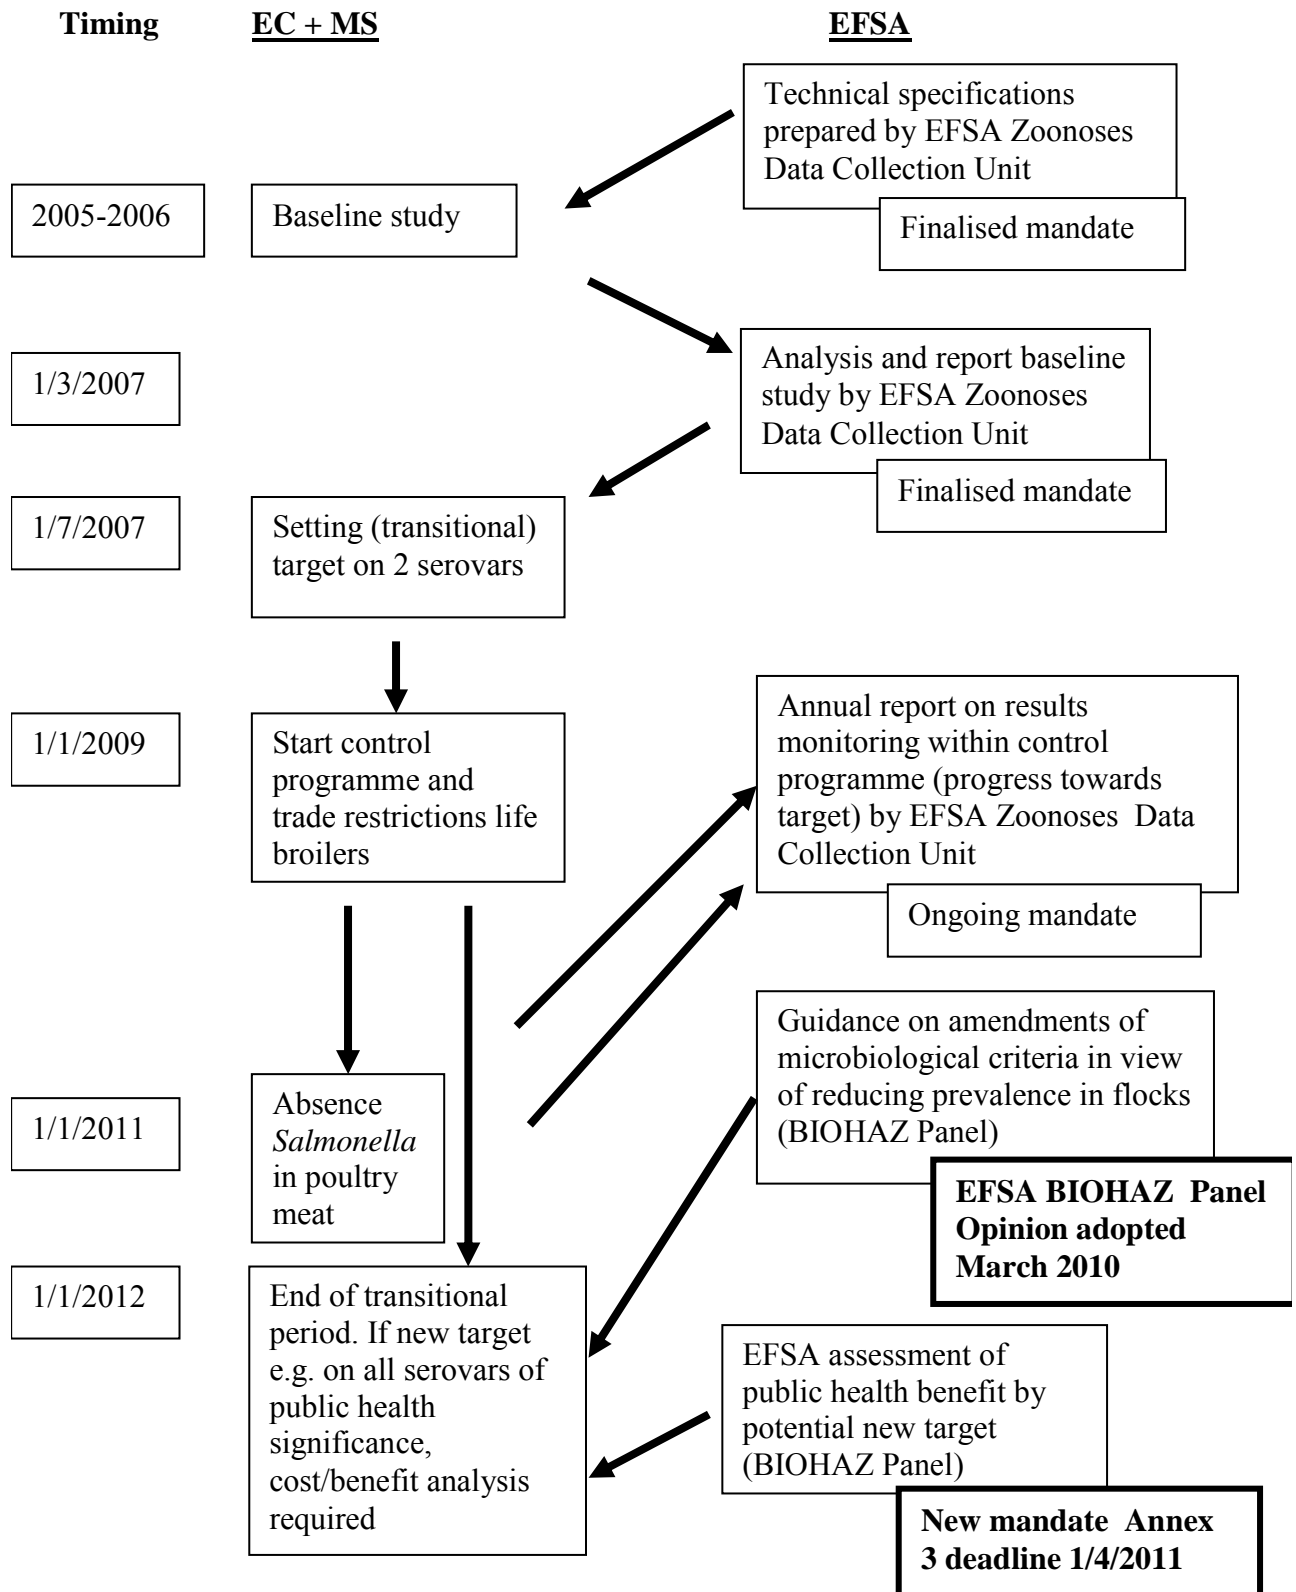 Timing EC + MS EFSA
Technical specifications
prepared by EFSA Zoonoses
Data Collection Unit
Finalised mandate
2005-2006
Baseline study
1/3/2007
Analysis and report baseline
study by EFSA Zoonoses
Data Collection Unit
Finalised mandate
1/7/2007
Setting (transitional)
target on 2 serovars
1/1/2009
Start control
programme and
trade restrictions life
broilers
Annual report on results
monitoring within control
programme (progress towards
target) by EFSA Zoonoses Data
Collection Unit
Ongoing mandate
1/1/2011
Absence
Salmonella
in poultry
meat
Guidance on amendments of
microbiological criteria in view
of reducing prevalence in flocks
(BIOHAZ Panel)
EFSA BIOHAZ Panel
Opinion adopted
March 2010
1/1/2012
End of transitional
period. If new target
e.g. on all serovars of
public health
significance,
cost/benefit analysis
required
EFSA assessment of
public health benefit by
potential new target
(BIOHAZ Panel)
New mandate Annex
3 deadline 1/4/2011